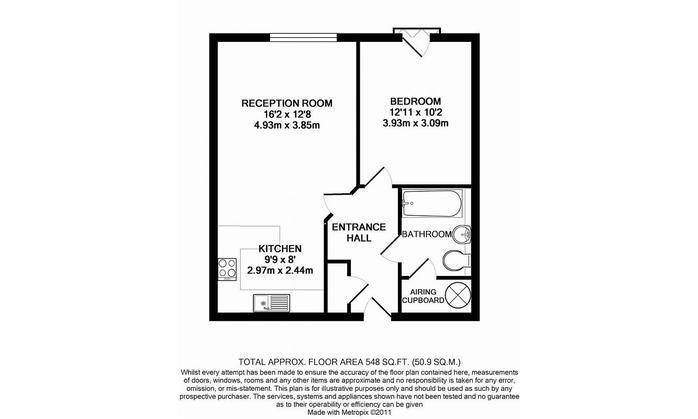 RECEPTION ROOM
16'2 x 12'8
4.93m x 3.85m
BEDROOM
12'11 x 10'2
3.93m x 3.09m
ENTRANCE
HALL
BATHROOM
KITCHEN
9'9 x 8'
2.97m x 2.44m
AIRING
CUPBOARD
TOTAL APPROX. FLOOR AREA 548 SQ.FT. (50.9 SQ.M.)
Whilst every attempt has been made to ensure the accuracy of the floor plan contained here, measurements
of doors, windows, rooms and any other items are approximate and no responsibility is taken for any error,
omission, or mis-statement. This plan is for illustrative purposes only and should be used as such by any
prospective purchaser. The services, systems and appliances shown have not been tested and no guarantee
as to their operability or efficiency can be given
Made with Metropix ©2011